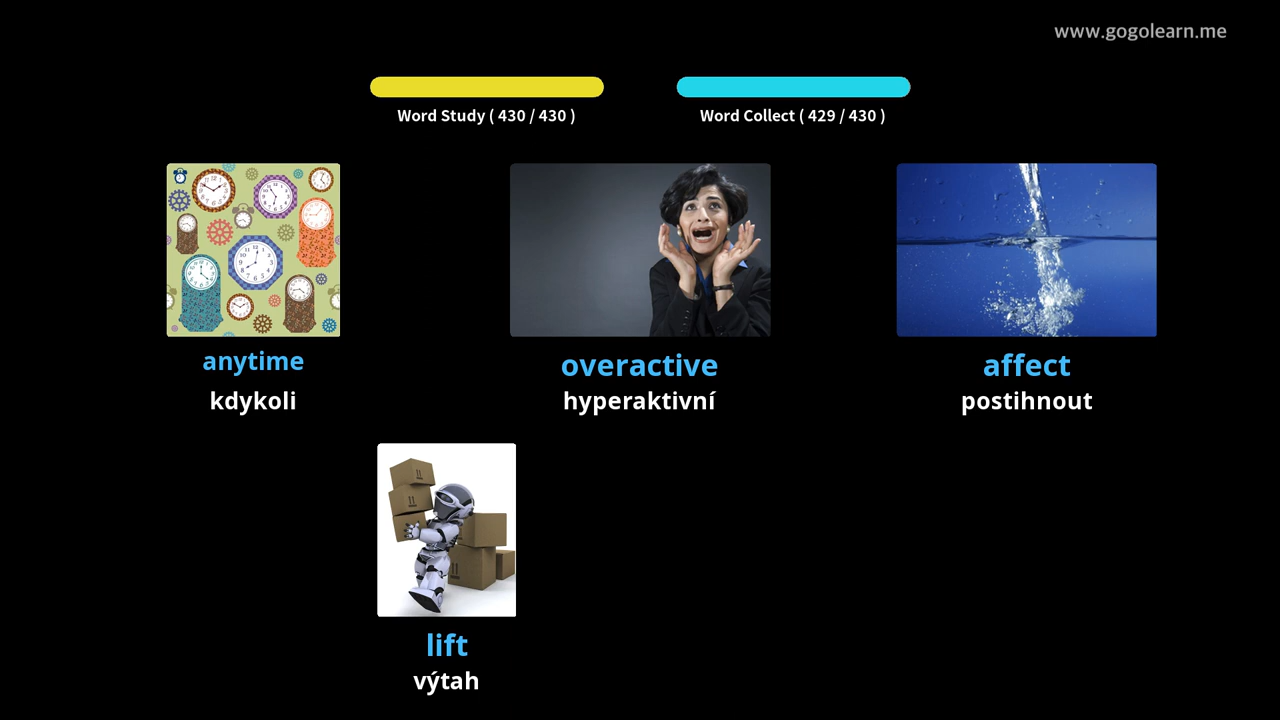 www.gogolearn.me
Word Study ( 430 / 430 )
Word Collect ( 429 / 430 )
anytime
kdykoli
overactive
hyperaktivní
affect
postihnout
lift
výtah